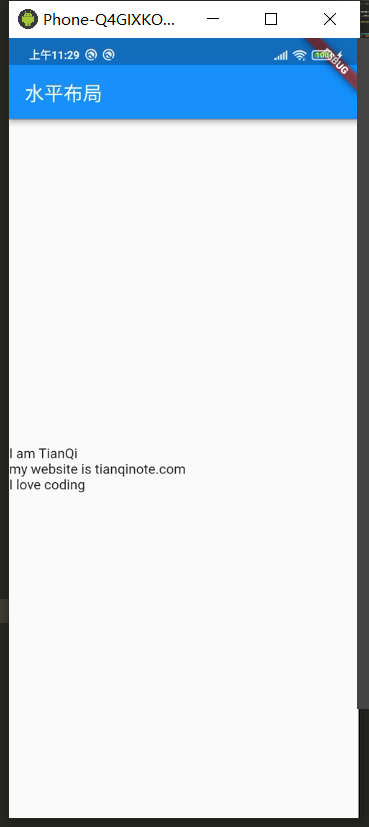 Phone-Q4GIXKO...
上午11:29
100
DEBUG
水平布局
I am TianQi
my website is tianqinote.com
I love coding